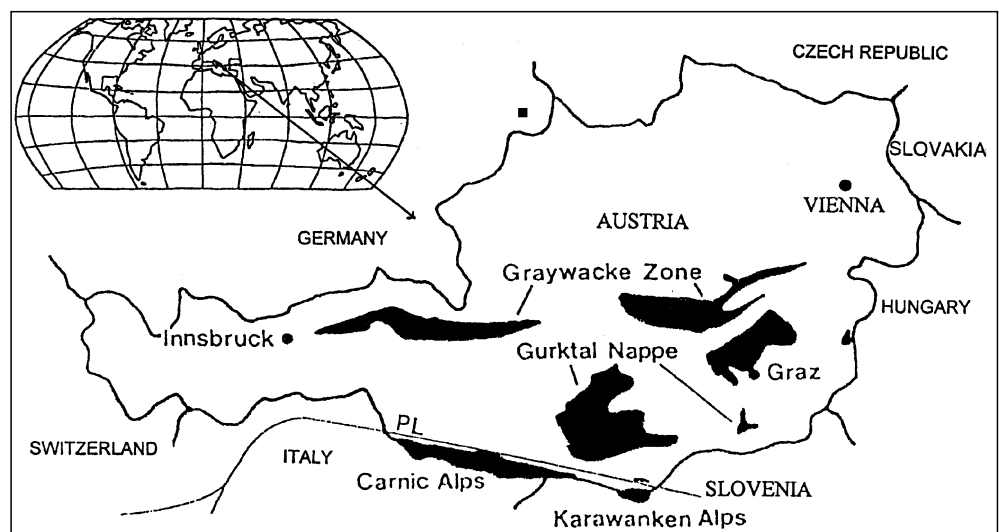 CZECH REPUBLIC
SLOVAKIA
VIENNA
AUSTRIA
GERMANY
Graywacke Zone
HUNGARY
Innsbruck
Gurktal Nappe
Graz
PL
SWITZERLAND
ITALY
Carnic Alps
SLOVENIA
Karawanken Alps